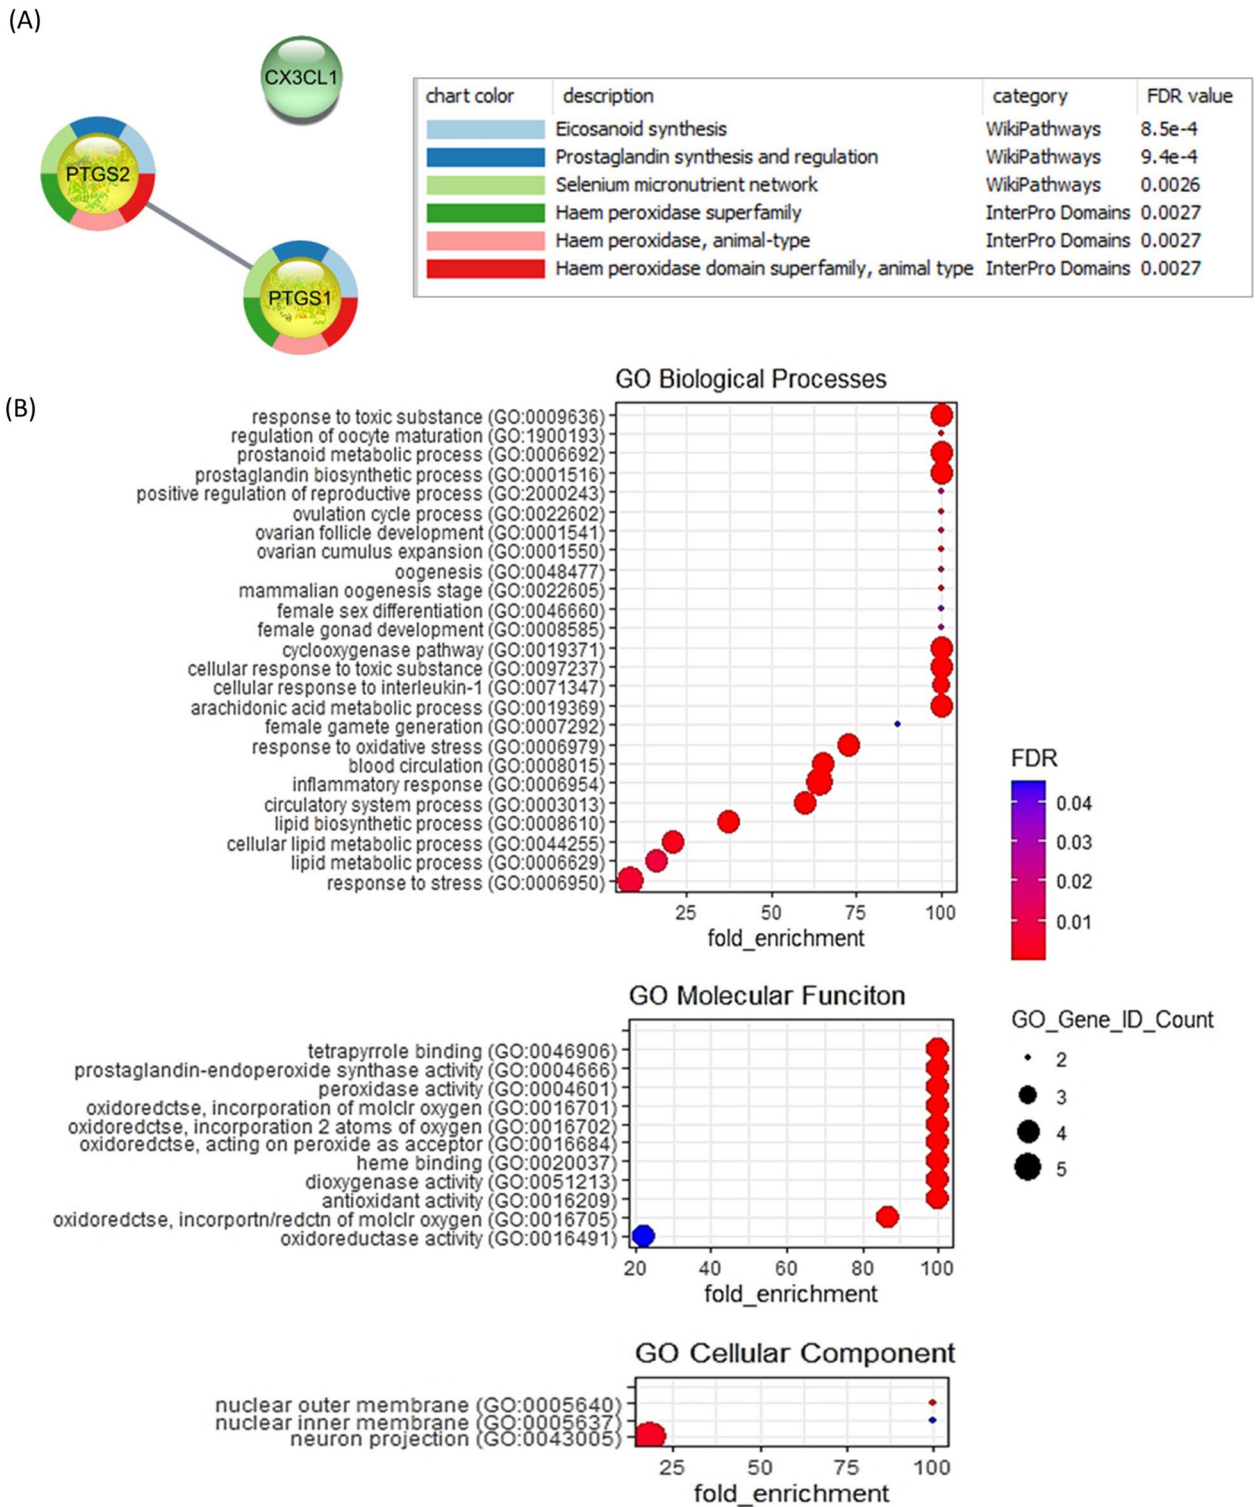 (A)
CX3CL1
PTGS2
PTGS1
chart color description category FDR value
Eicosanoid synthesis WikiPathways 8.5e-4
Prostaglandin synthesis and regulation WikiPathways 9.4e-4
Selenium micronutrient network WikiPathways 0.0026
Haem peroxidase superfamily InterPro Domains 0.0027
Haem peroxidase, animal-type InterPro Domains 0.0027
Haem peroxidase domain superfamily, animal type InterPro Domains 0.0027
(B)
GO Biological Processes
response to toxic substance (GO:0009636)
regulation of oocyte maturation (GO:1900193)
prostanoid metabolic process (GO:0006692)
prostaglandin biosynthetic process (GO:0001516)
positive regulation of reproductive process (GO:2000243)
ovulation cycle process (GO:0022602)
ovarian follicle development (GO:0001541)
ovarian cumulus expansion (GO:0001550)
oogenesis (GO:0048477)
mammalian oogenesis stage (GO:0022605)
female sex differentiation (GO:0046660)
female gonad development (GO:0008585)
cyclooxygenase pathway (GO:0019371)
cellular response to toxic substance (GO:0097237)
cellular response to interleukin-1 (GO:0071347)
arachidonic acid metabolic process (GO:0019369)
female gamete generation (GO:0007292)
response to oxidative stress (GO:0006979)
blood circulation (GO:0008015)
inflammatory response (GO:0006954)
circulatory system process (GO:0003013)
lipid biosynthetic process (GO:0008610)
cellular lipid metabolic process (GO:0044255)
lipid metabolic process (GO:0006629)
response to stress (GO:0006950)
25 50 75 100
fold_enrichment
FDR
0.04
0.03
0.02
0.01
GO_Gene_ID_Count
2
3
4
5
GO Molecular Funciton
tetrapyrrole binding (GO:0046906)
prostaglandin-endoperoxide synthase activity (GO:0004666)
peroxidase activity (GO:0004601)
oxidoredctse, incorporation of molclr oxygen (GO:0016701)
oxidoredctse, incorporation 2 atoms of oxygen (GO:0016702)
oxidoredctse, acting on peroxide as acceptor (GO:0016684)
heme binding (GO:0020037)
dioxygenase activity (GO:0051213)
antioxidant activity (GO:0016209)
oxidoredctse, incorportn/redctn of molclr oxygen (GO:0016705)
oxidoreductase activity (GO:0016491)
20 40 60 80 100
fold_enrichment
GO Cellular Component
nuclear outer membrane (GO:0005640)
nuclear inner membrane (GO:0005637)
neuron projection (GO:0043005)
25 50 75 100
fold_enrichment